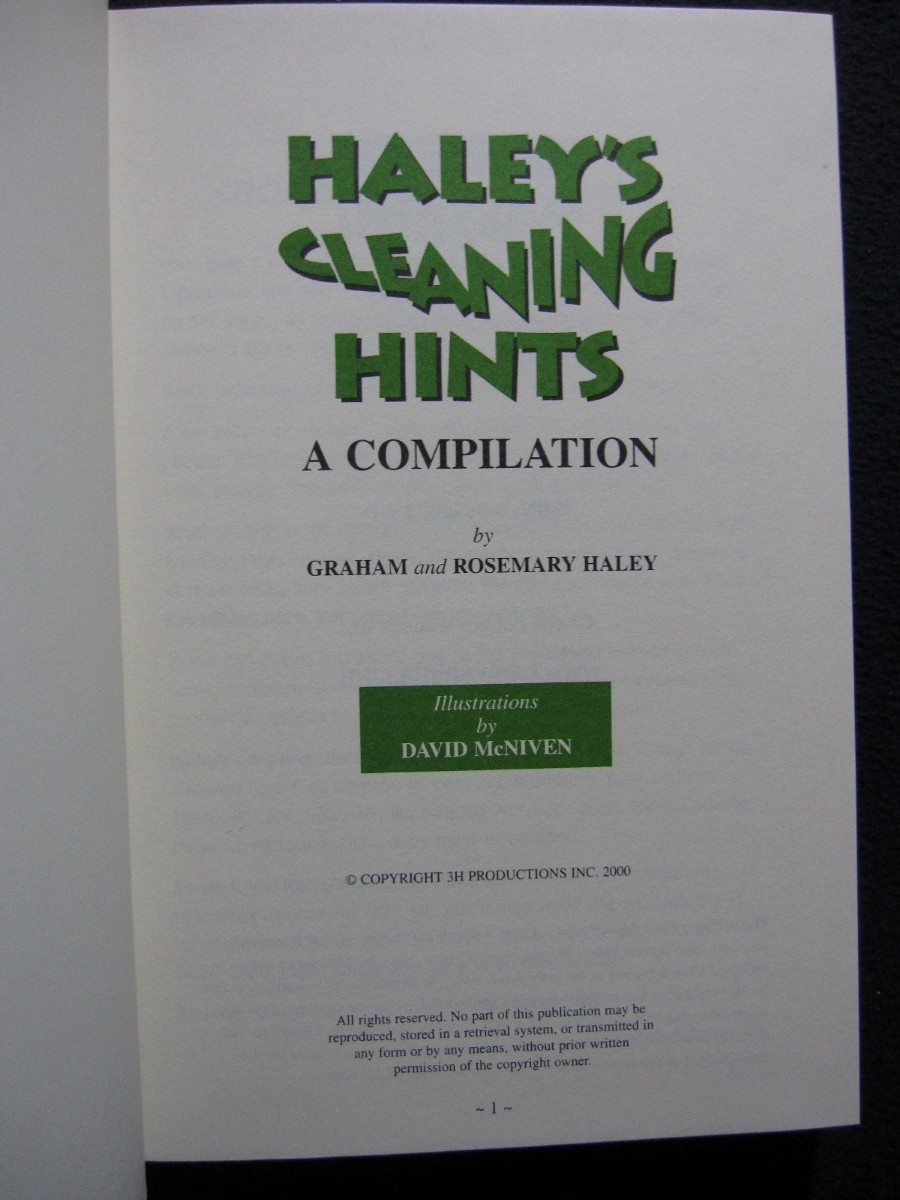 HALEY'S
CLEANING
HINTS
A COMPILATION
by
GRAHAM and ROSEMARY HALEY
Illustrations
by
DAVID McNIVEN
© COPYRIGHT 3H PRODUCTIONS INC. 2000
All rights reserved. No part of this publication may be
reproduced, stored in a retrieval system, or transmitted in
any form or by any means, without prior written
permission of the copyright owner.
~ 1 ~